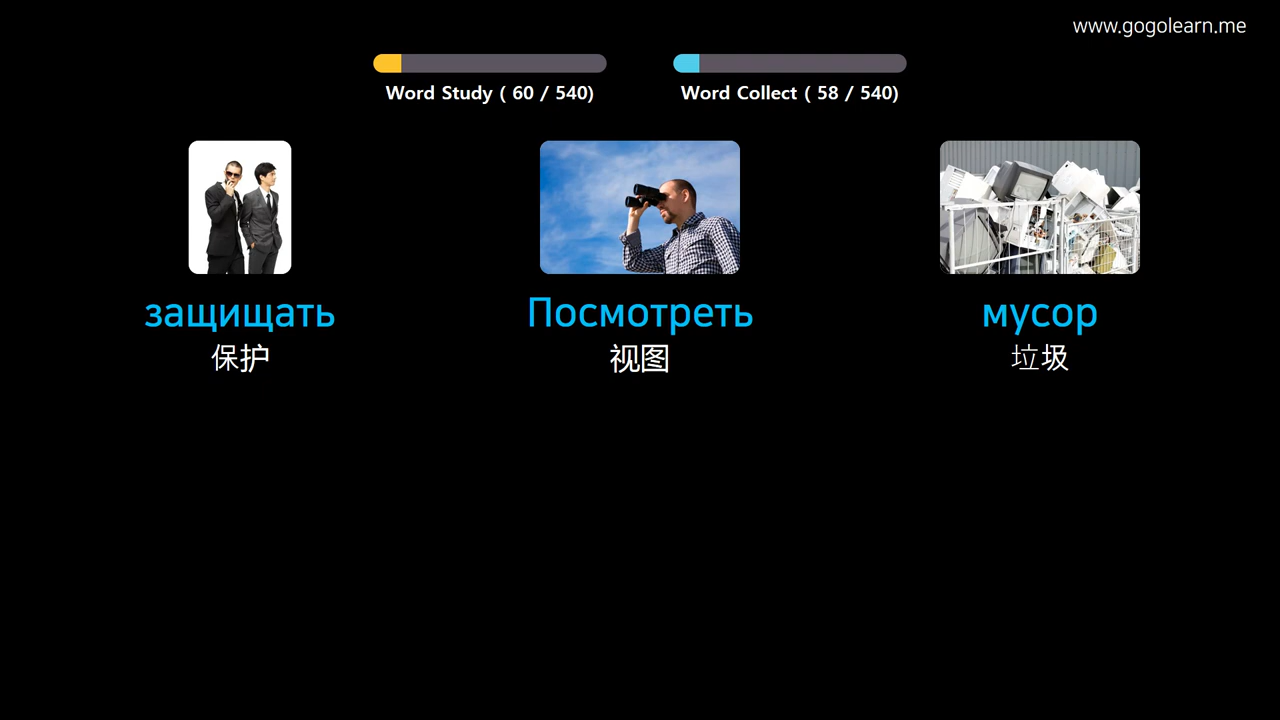 www.gogolearn.me
Word Study ( 60 / 540)
Word Collect ( 58 / 540)
защищать
保护
Посмотреть
视图
мусор
垃圾